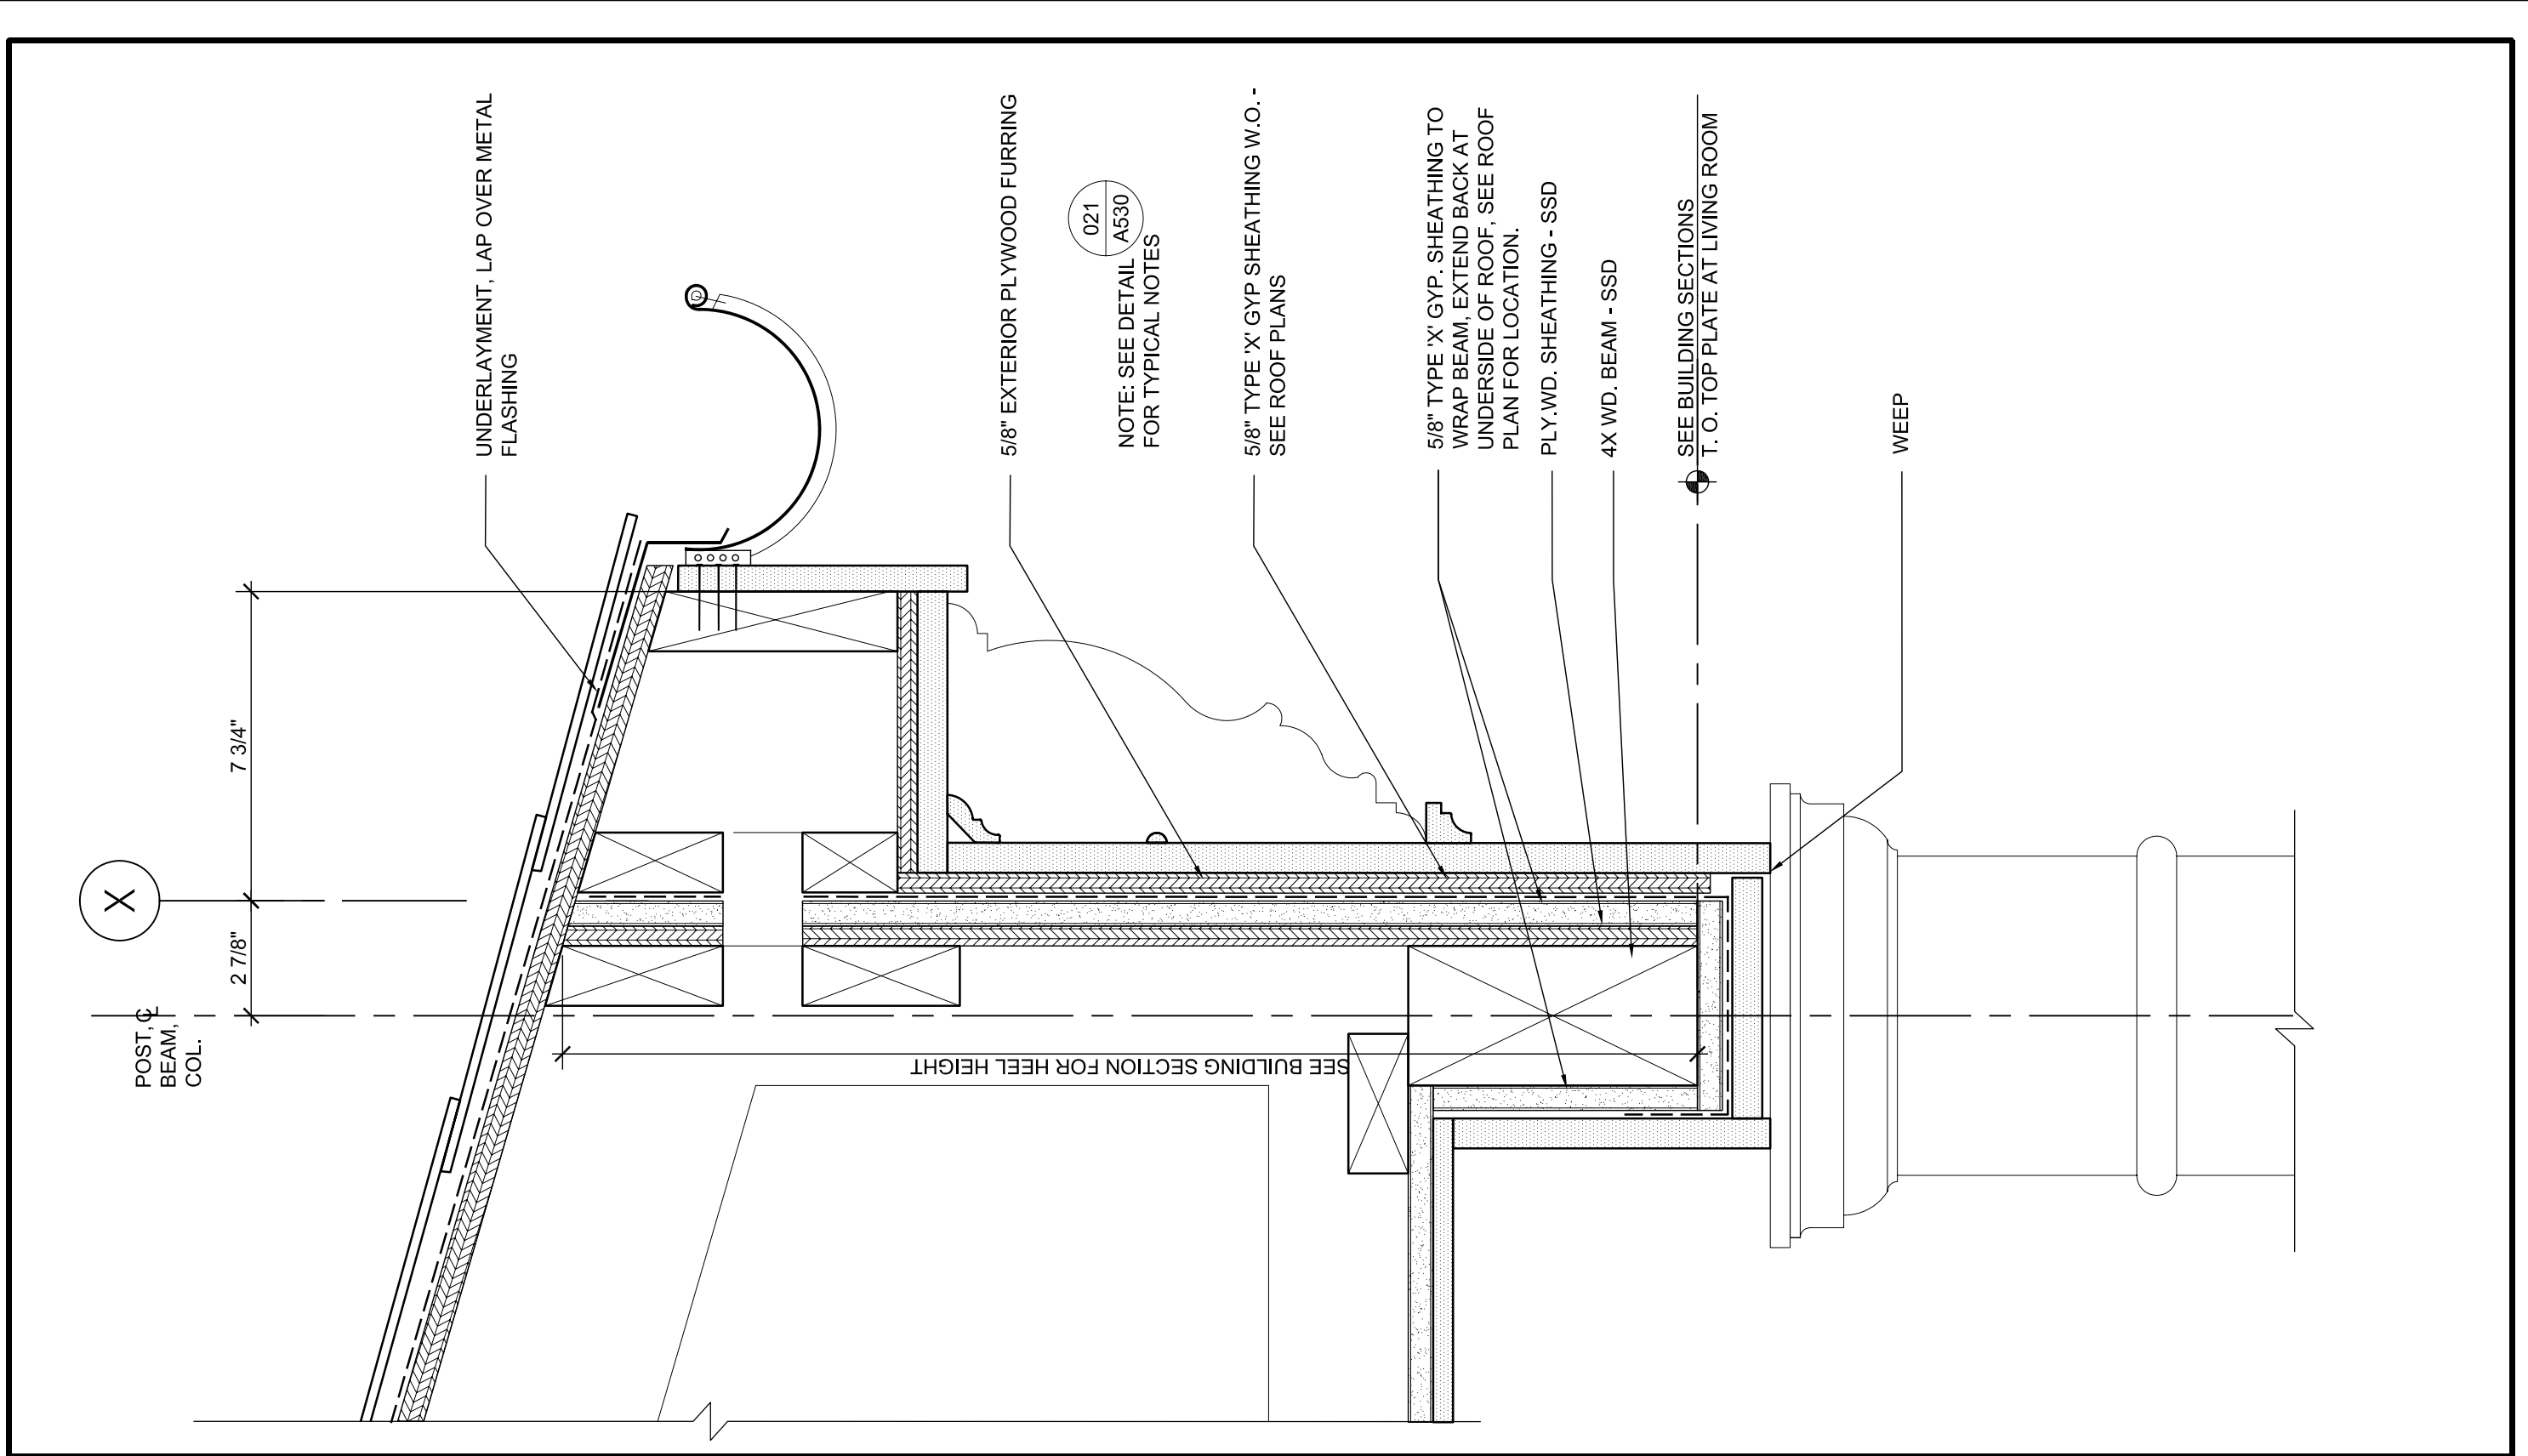 X
7 3/4"
2 7/8"
POST, ℄
BEAM,
COL.
UNDERLAYMENT, LAP OVER METAL
FLASHING
5/8" EXTERIOR PLYWOOD FURRING
021
A530
NOTE: SEE DETAIL
FOR TYPICAL NOTES
5/8" TYPE 'X' GYP SHEATHING W.O. -
SEE ROOF PLANS
5/8" TYPE 'X' GYP. SHEATHING TO
WRAP BEAM, EXTEND BACK AT
UNDERSIDE OF ROOF, SEE ROOF
PLAN FOR LOCATION.
PLY.WD. SHEATHING - SSD
4X WD. BEAM - SSD
SEE BUILDING SECTIONS
T. O. TOP PLATE AT LIVING ROOM
WEEP
SEE BUILDING SECTION FOR HEEL HEIGHT